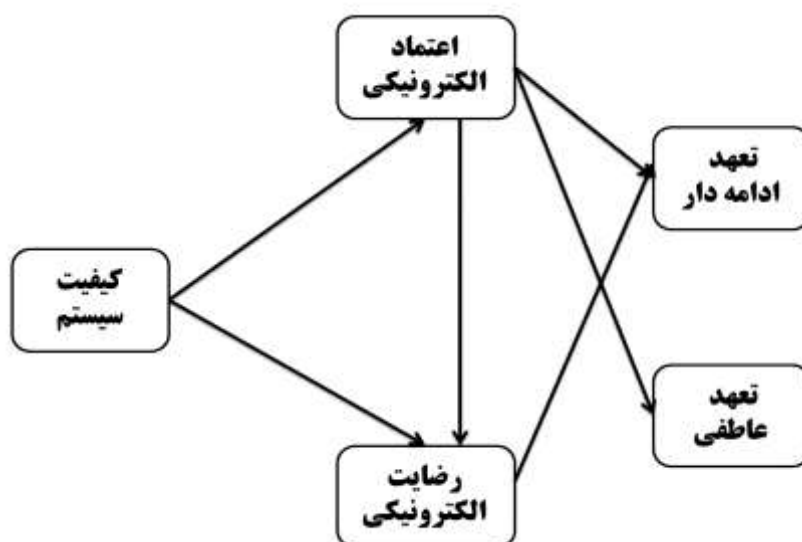 اعتماد
الکترونیکی
تعهد
ادامه دار
کیفیت
سیستم
تعهد
عاطفی
رضایت
الکترونیکی